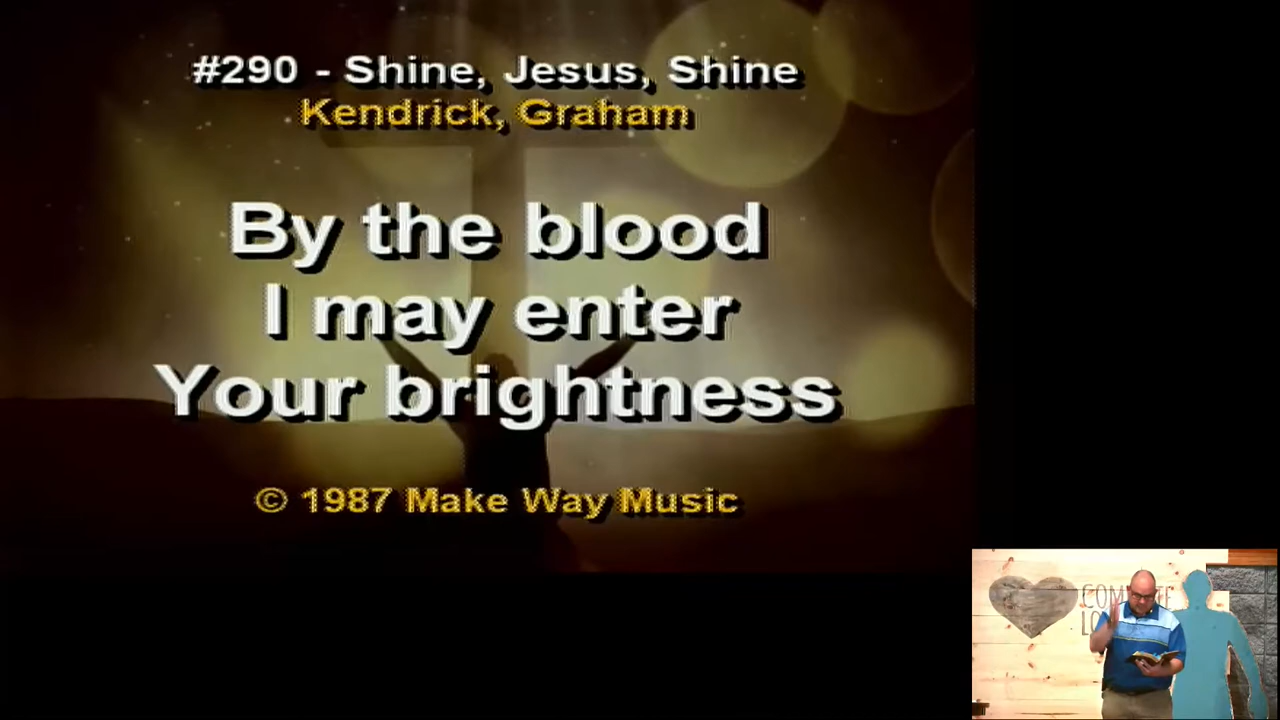 #290 - Shine, Jesus, Shine
Kendrick, Graham
By the blood
I may enter
Your brightness
© 1987 Make Way Music